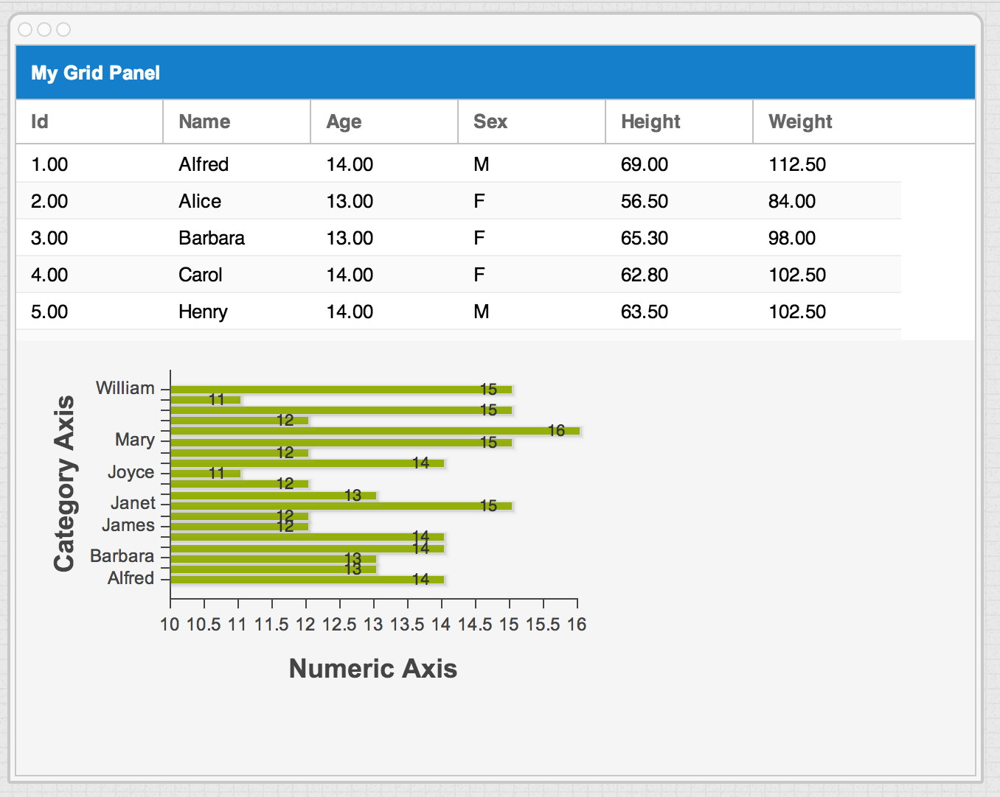 My Grid Panel
Id Name Age Sex Height Weight
1.00 Alfred 14.00 M 69.00 112.50
2.00 Alice 13.00 F 56.50 84.00
3.00 Barbara 13.00 F 65.30 98.00
4.00 Carol 14.00 F 62.80 102.50
5.00 Henry 14.00 M 63.50 102.50
Category Axis
William 15
11
15
12
16
Mary 15
12
14
Joyce 11
12
13
Janet 15
12
James 12
14
14
Barbara 13
13
Alfred 14
10 10.5 11 11.5 12 12.5 13 13.5 14 14.5 15 15.5 16
Numeric Axis